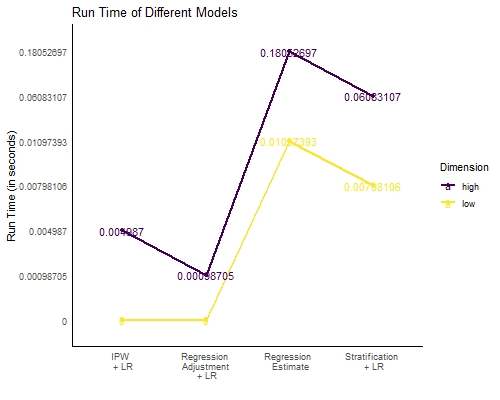 Run Time of Different Models
Run Time (in seconds)
0.18052697
0.06083107
0.01097393
0.00798106
0.004987
0.00098705
0
0.18052697
0.06083107
0.01097393
0.00798106
0.004987
0.00098705
0
0
IPW
+ LR
Regression
Adjustment
+ LR
Regression
Estimate
Stratification
+ LR
Dimension
a high
a low